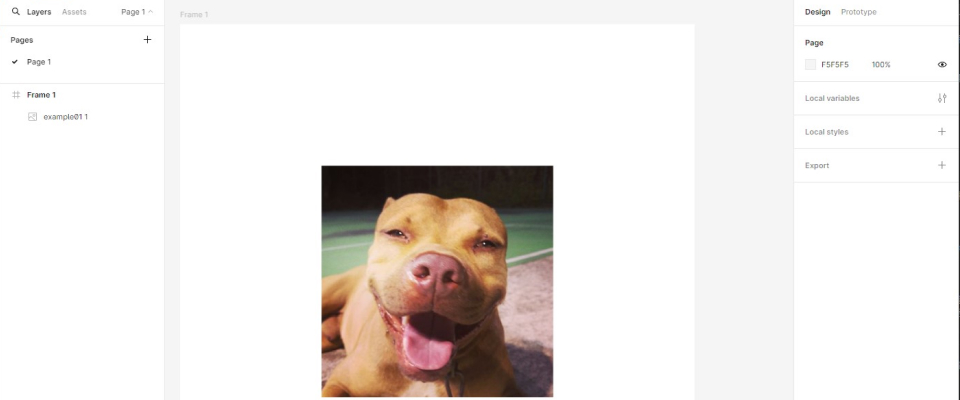 Layers Assets Page 1
Pages
Page 1
Frame 1
example01 1
Frame 1
Design Prototype
Page
F5F5F5 100%
Local variables
Local styles
Export